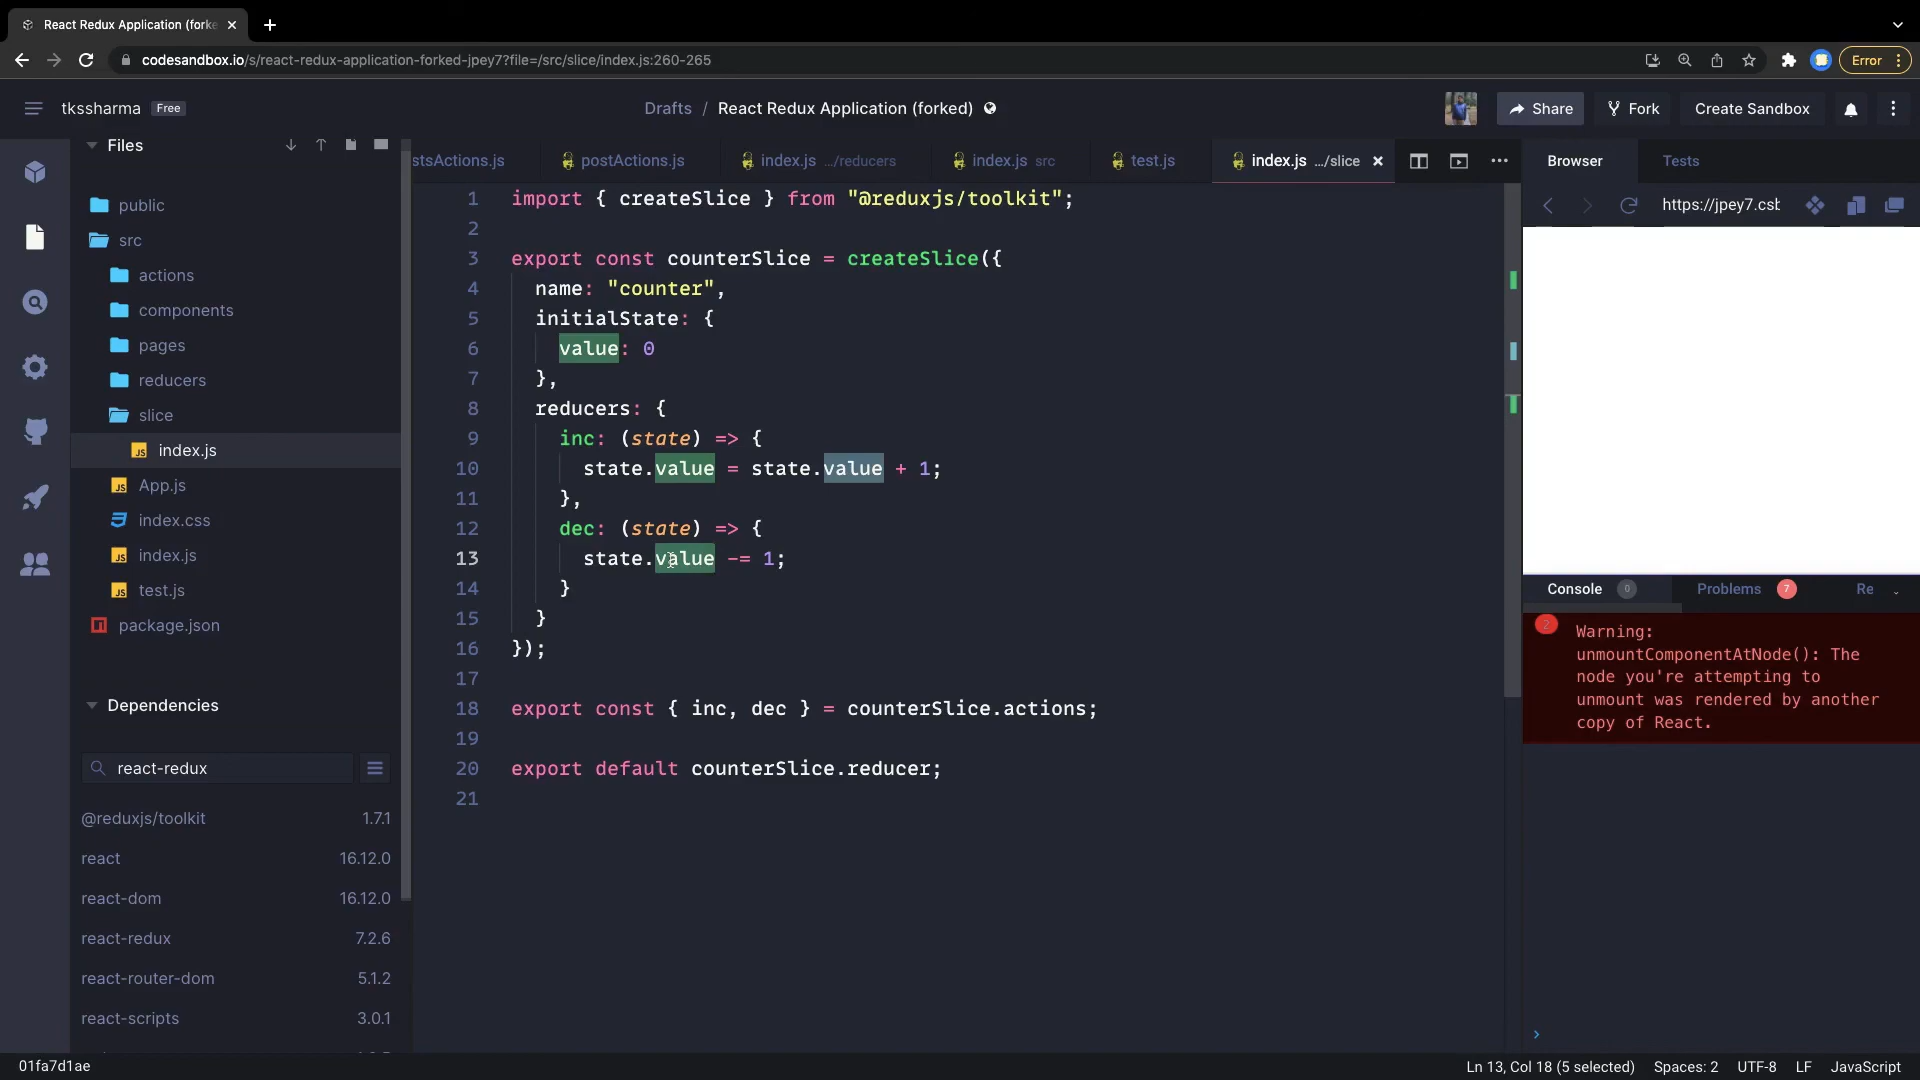 React Redux Application (forke
codesandbox.io/s/react-redux-application-forked-jpey7?file=/src/slice/index.js:260-265
Error
tkssharma Free
Drafts / React Redux Application (forked)
Share
Fork
Create Sandbox
Files
public
src
actions
components
pages
reducers
slice
index.js
App.js
index.css
index.js
test.js
package.json
Dependencies
react-redux
@reduxjs/toolkit 1.7.1
react 16.12.0
react-dom 16.12.0
react-redux 7.2.6
react-router-dom 5.1.2
react-scripts 3.0.1
stsActions.js
postActions.js
index.js .../reducers
index.js src
test.js
index.js .../slice
1 import { createSlice } from "@reduxjs/toolkit";
2
3 export const counterSlice = createSlice({
4 name: "counter",
5 initialState: {
6 value: 0
7 },
8 reducers: {
9 inc: (state) => {
10 state.value = state.value + 1;
11 },
12 dec: (state) => {
13 state.value -= 1;
14 }
15 }
16 });
17
18 export const { inc, dec } = counterSlice.actions;
19
20 export default counterSlice.reducer;
21
Browser
Tests
https://jpey7.csb
Console 0
Problems 7
Re
2
Warning:
unmountComponentAtNode(): The
node you're attempting to
unmount was rendered by another
copy of React.
01fa7d1ae
Ln 13, Col 18 (5 selected)
Spaces: 2
UTF-8
LF
JavaScript